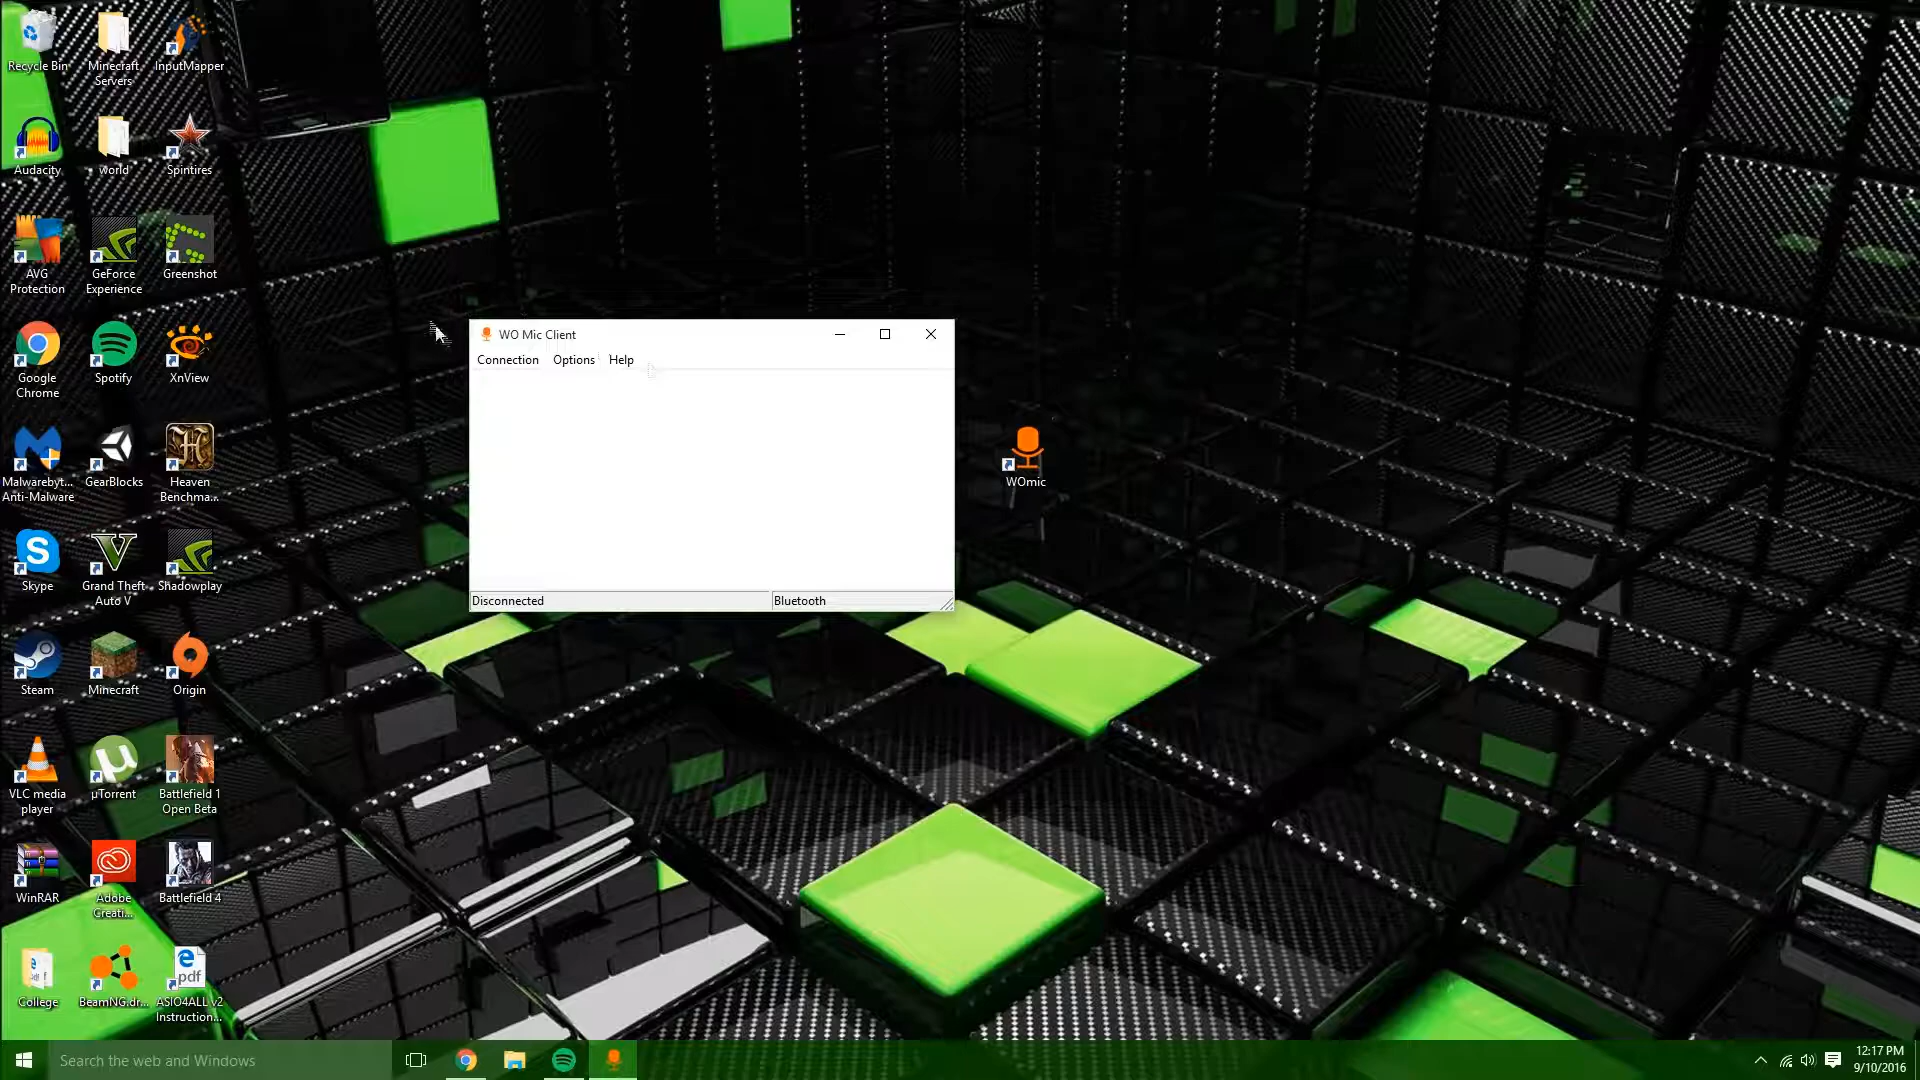 Recycle Bin
Minecraft
Servers
InputMapper
Audacity
world
Spintires
AVG
Protection
GeForce
Experience
Greenshot
Google
Chrome
Spotify
XnView
Malwarebyt...
Anti-Malware
GearBlocks
Heaven
Benchma...
Skype
Grand Theft
Auto V
Shadowplay
Steam
Minecraft
Origin
VLC media
player
µTorrent
Battlefield 1
Open Beta
WinRAR
Adobe
Creati...
Battlefield 4
College
BeamNG.dr...
pdf
ASIO4ALL v2
Instruction...
WO Mic Client
Connection Options Help
Disconnected
Bluetooth
WOmic
Search the web and Windows
12:17 PM
9/10/2016